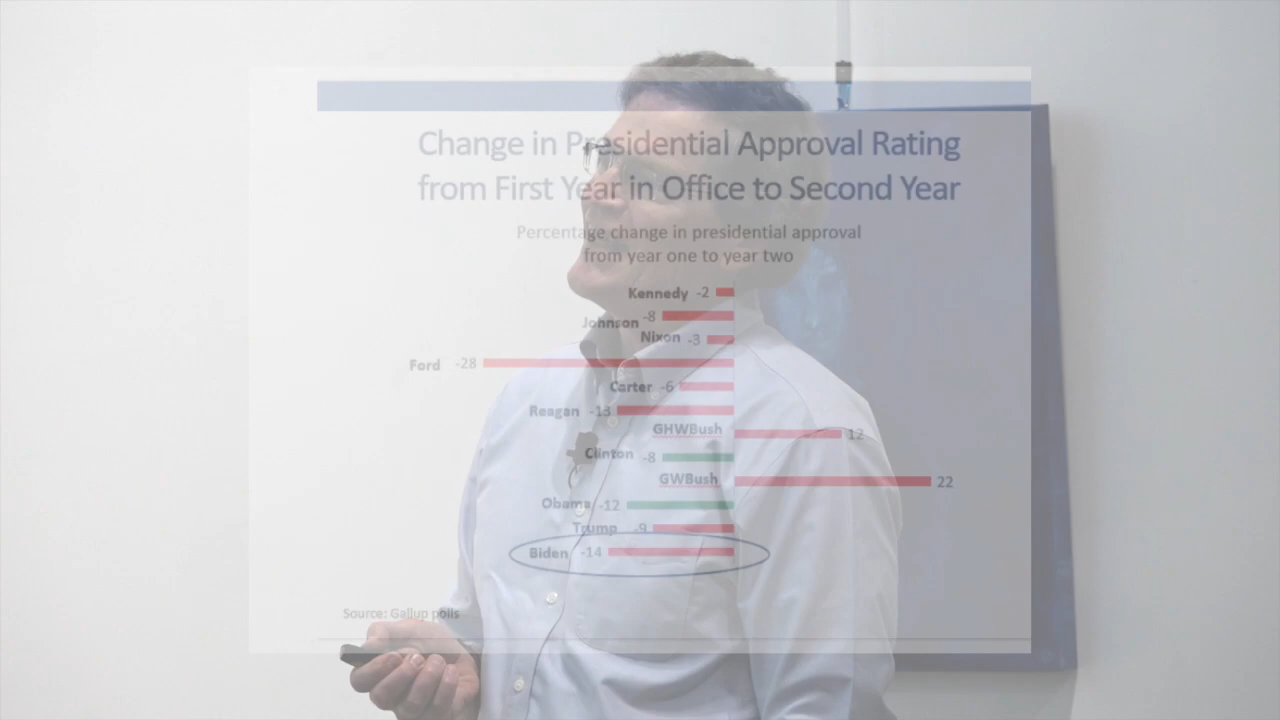 Change in Presidential Approval Rating
from First Year in Office to Second Year
Percentage change in presidential approval
from year one to year two
Kennedy -2
Johnson -8
Nixon -3
Ford -28
Carter -6
Reagan -13
GHWBush 12
Clinton -8
GWBush 22
Obama -12
Trump -9
Biden -14
Source: Gallup polls